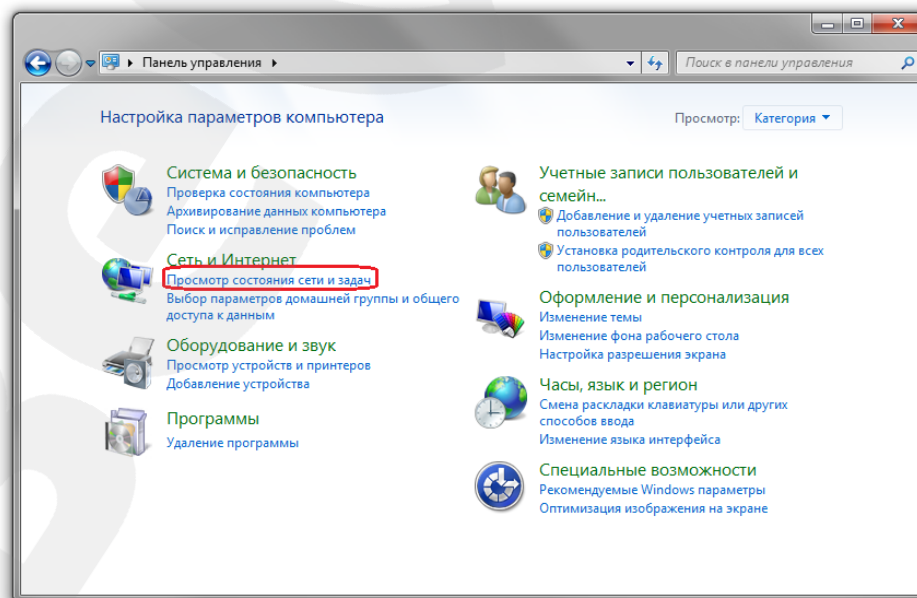 Панель управления
Поиск в панели управления
Настройка параметров компьютера
Просмотр: Категория
Система и безопасность
Проверка состояния компьютера
Архивирование данных компьютера
Поиск и исправление проблем
Сеть и Интернет
Просмотр состояния сети и задач
Выбор параметров домашней группы и общего
доступа к данным
Оборудование и звук
Просмотр устройств и принтеров
Добавление устройства
Программы
Удаление программы
Учетные записи пользователей и
семейн...
Добавление и удаление учетных записей
пользователей
Установка родительского контроля для всех
пользователей
Оформление и персонализация
Изменение темы
Изменение фона рабочего стола
Настройка разрешения экрана
Часы, язык и регион
Смена раскладки клавиатуры или других
способов ввода
Изменение языка интерфейса
Специальные возможности
Рекомендуемые Windows параметры
Оптимизация изображения на экране